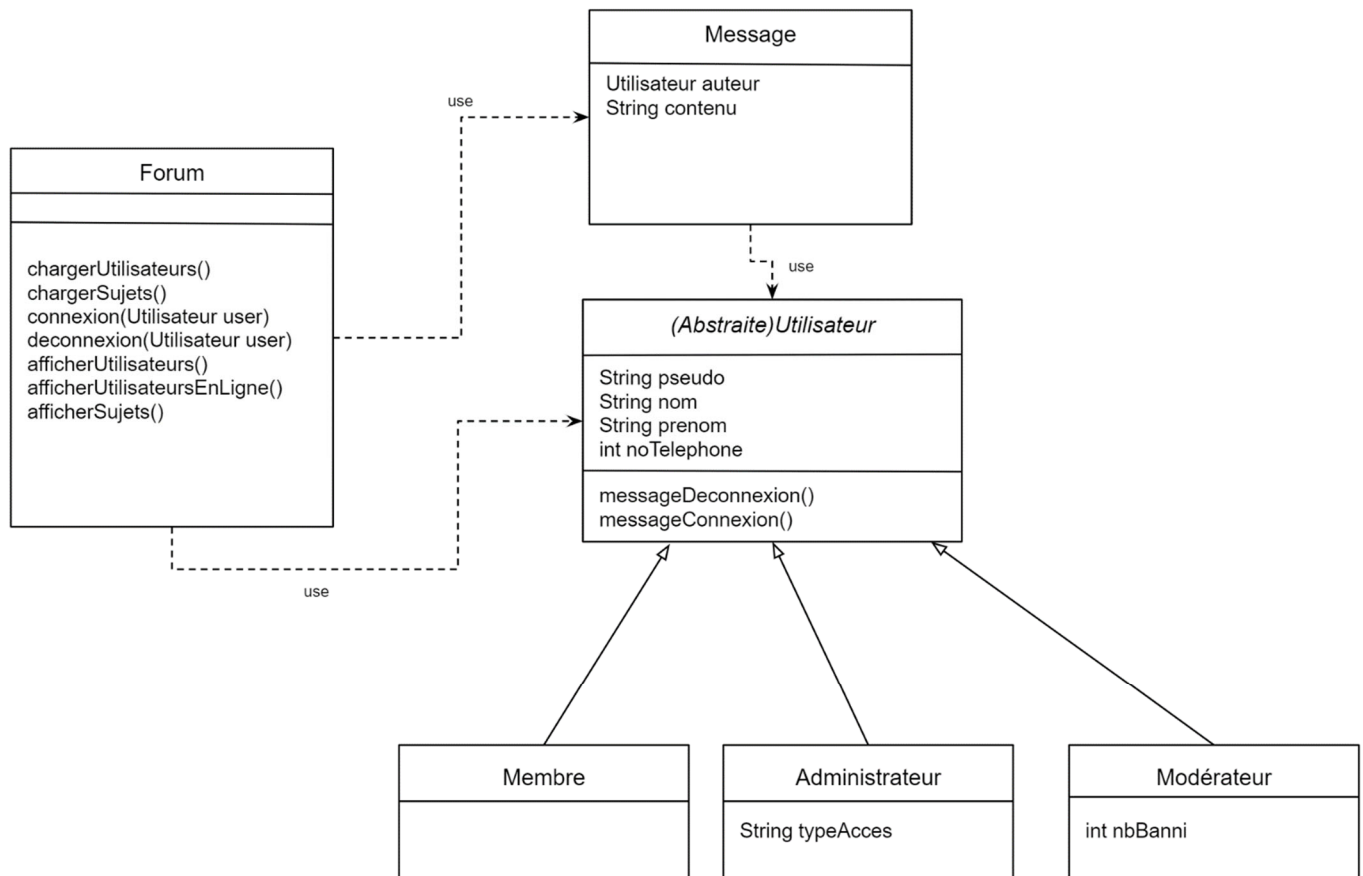 Message
Utilisateur auteur
String contenu
use
Forum
chargerUtilisateurs()
chargerSujets()
connexion(Utilisateur user)
deconnexion(Utilisateur user)
afficherUtilisateurs()
afficherUtilisateursEnLigne()
afficherSujets()
use
(Abstraite)Utilisateur
String pseudo
String nom
String prenom
int noTelephone
messageDeconnexion()
messageConnexion()
use
Membre
Administrateur
String typeAcces
Modérateur
int nbBanni